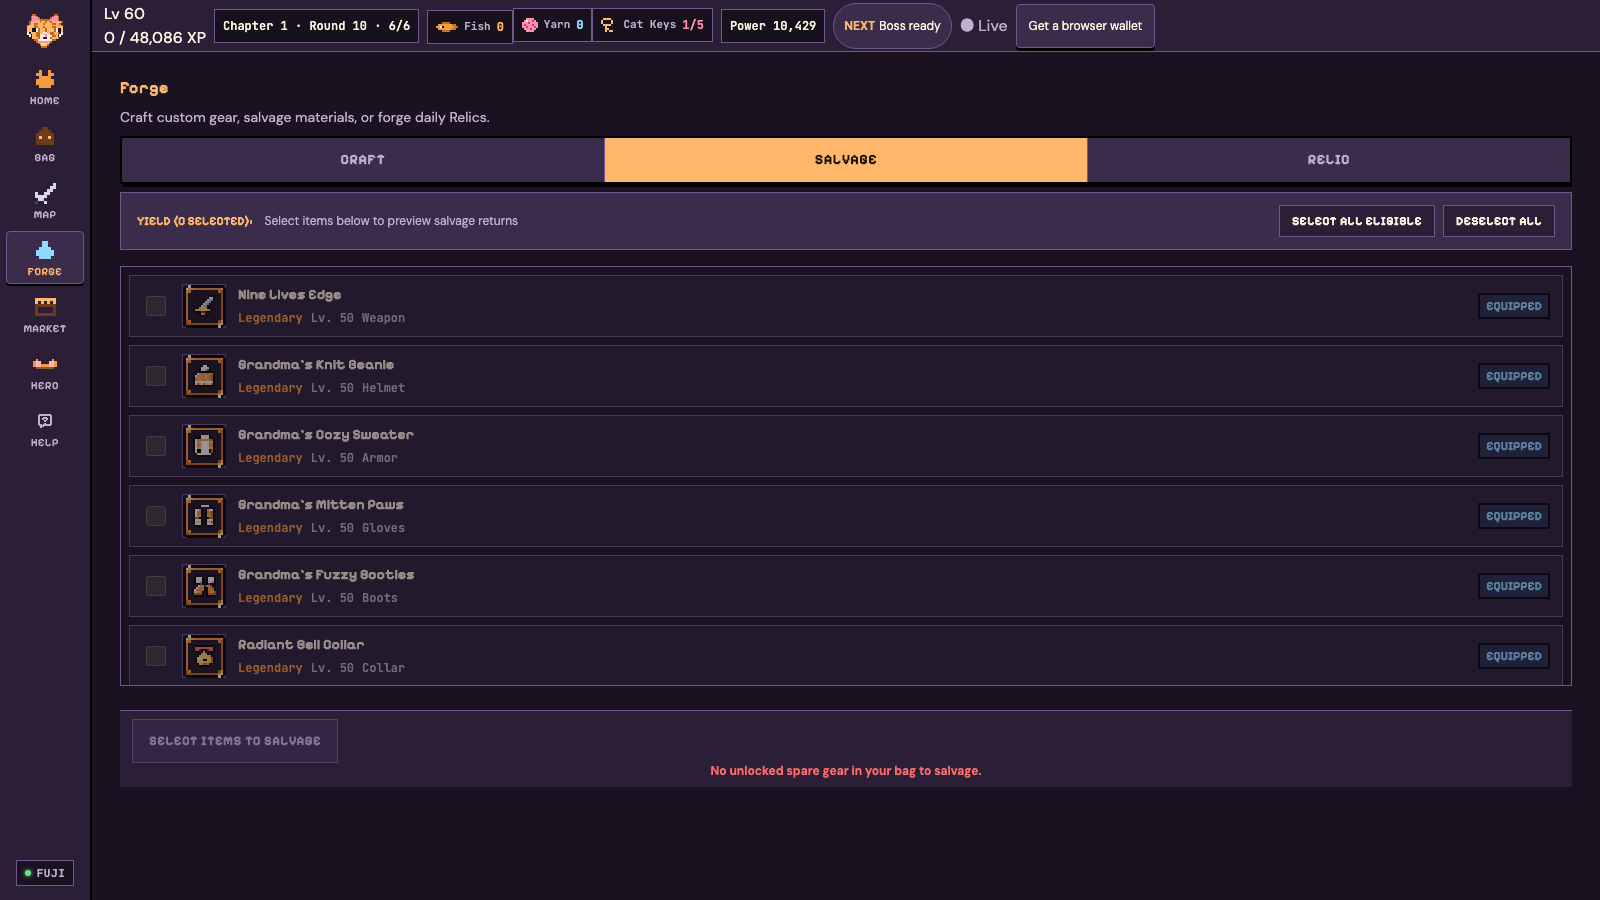 Lv 60
0 / 48,086 XP
Chapter 1 · Round 10 · 6/6
Fish 0
Yarn 0
Cat Keys 1/5
Power 10,429
NEXT Boss ready
Live
Get a browser wallet
HOME
BAG
MAP
FORGE
MARKET
HERO
HELP
FUJI
Forge
Craft custom gear, salvage materials, or forge daily Relics.
CRAFT
SALVAGE
RELIC
YIELD (0 SELECTED):
Select items below to preview salvage returns
SELECT ALL ELIGIBLE
DESELECT ALL
Nine Lives Edge
Legendary Lv. 50 Weapon
EQUIPPED
Grandma's Knit Beanie
Legendary Lv. 50 Helmet
EQUIPPED
Grandma's Cozy Sweater
Legendary Lv. 50 Armor
EQUIPPED
Grandma's Mitten Paws
Legendary Lv. 50 Gloves
EQUIPPED
Grandma's Fuzzy Booties
Legendary Lv. 50 Boots
EQUIPPED
Radiant Bell Collar
Legendary Lv. 50 Collar
EQUIPPED
SELECT ITEMS TO SALVAGE
No unlocked spare gear in your bag to salvage.